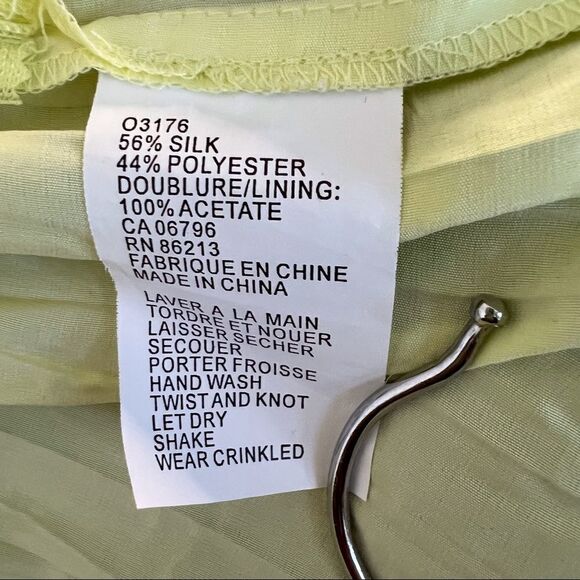 O3176
56% SILK
44% POLYESTER
DOUBLURE/LINING:
100% ACETATE
CA 06796
RN 86213
FABRIQUE EN CHINE
MADE IN CHINA
LAVER A LA MAIN
TORDRE ET NOUER
LAISSER SECHER
SECOUER
PORTER FROISSE
HAND WASH
TWIST AND KNOT
LET DRY
SHAKE
WEAR CRINKLED